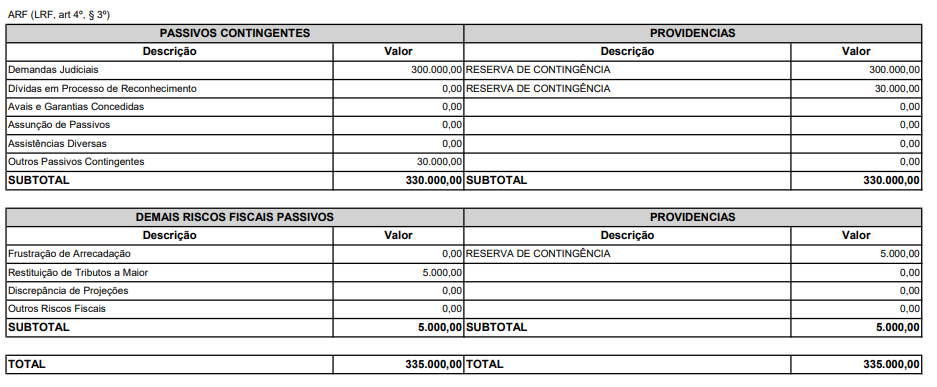 ARF (LRF, art 4º, § 3º)
PASSIVOS CONTINGENTES PROVIDENCIAS
Descrição Valor Descrição Valor
Demandas Judiciais 300.000,00 RESERVA DE CONTINGÊNCIA 300.000,00
Dívidas em Processo de Reconhecimento 0,00 RESERVA DE CONTINGÊNCIA 30.000,00
Avais e Garantias Concedidas 0,00 0,00
Assunção de Passivos 0,00 0,00
Assistências Diversas 0,00 0,00
Outros Passivos Contingentes 30.000,00 0,00
SUBTOTAL 330.000,00 SUBTOTAL 330.000,00
DEMAIS RISCOS FISCAIS PASSIVOS PROVIDENCIAS
Descrição Valor Descrição Valor
Frustração de Arrecadação 0,00 RESERVA DE CONTINGÊNCIA 5.000,00
Restituição de Tributos a Maior 5.000,00 0,00
Discrepância de Projeções 0,00 0,00
Outros Riscos Fiscais 0,00 0,00
SUBTOTAL 5.000,00 SUBTOTAL 5.000,00
TOTAL 335.000,00 TOTAL 335.000,00